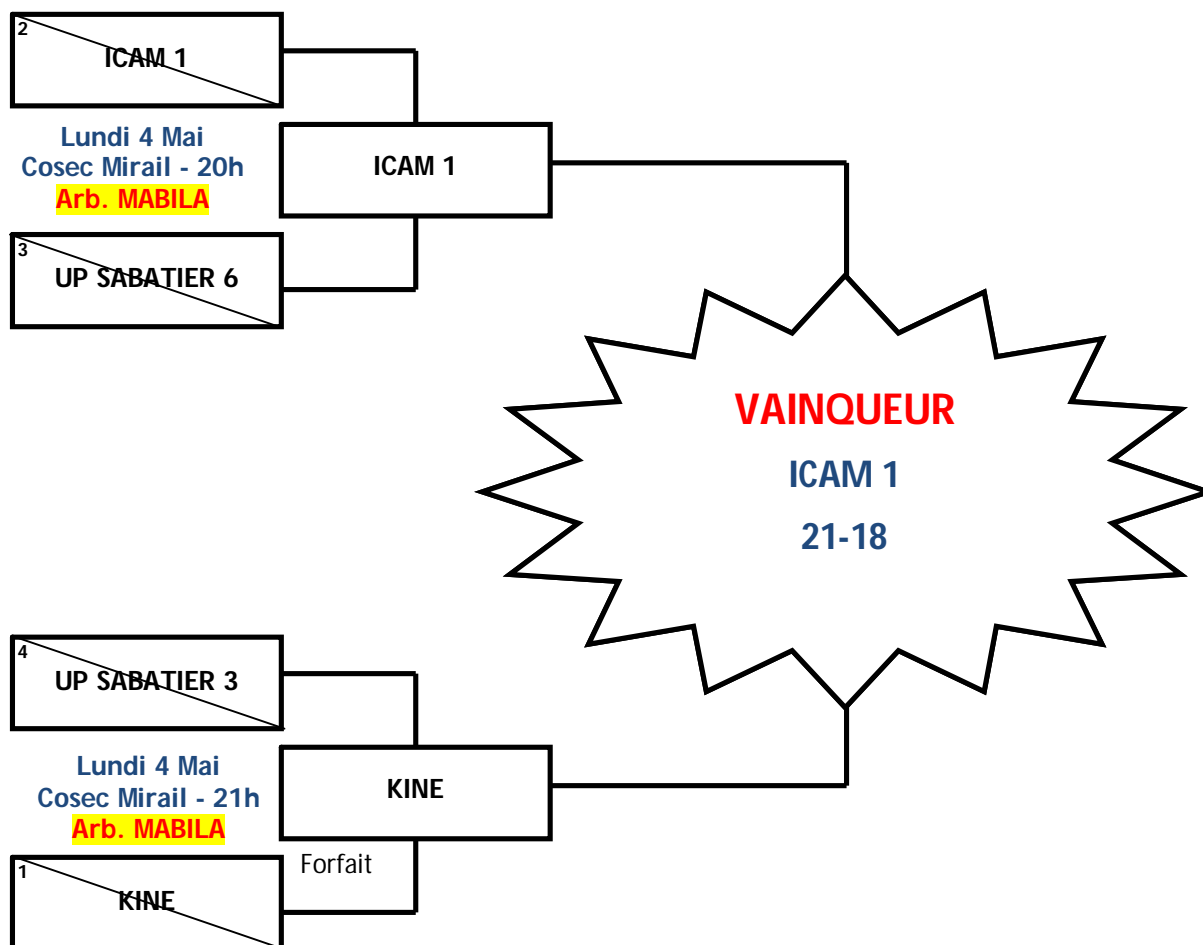 2
ICAM 1
Lundi 4 Mai
Cosec Mirail - 20h
Arb. MABILA
3
UP SABATIER 6
ICAM 1
VAINQUEUR
ICAM 1
21-18
4
UP SABATIER 3
Lundi 4 Mai
Cosec Mirail - 21h
Arb. MABILA
1
KINE
KINE
Forfait